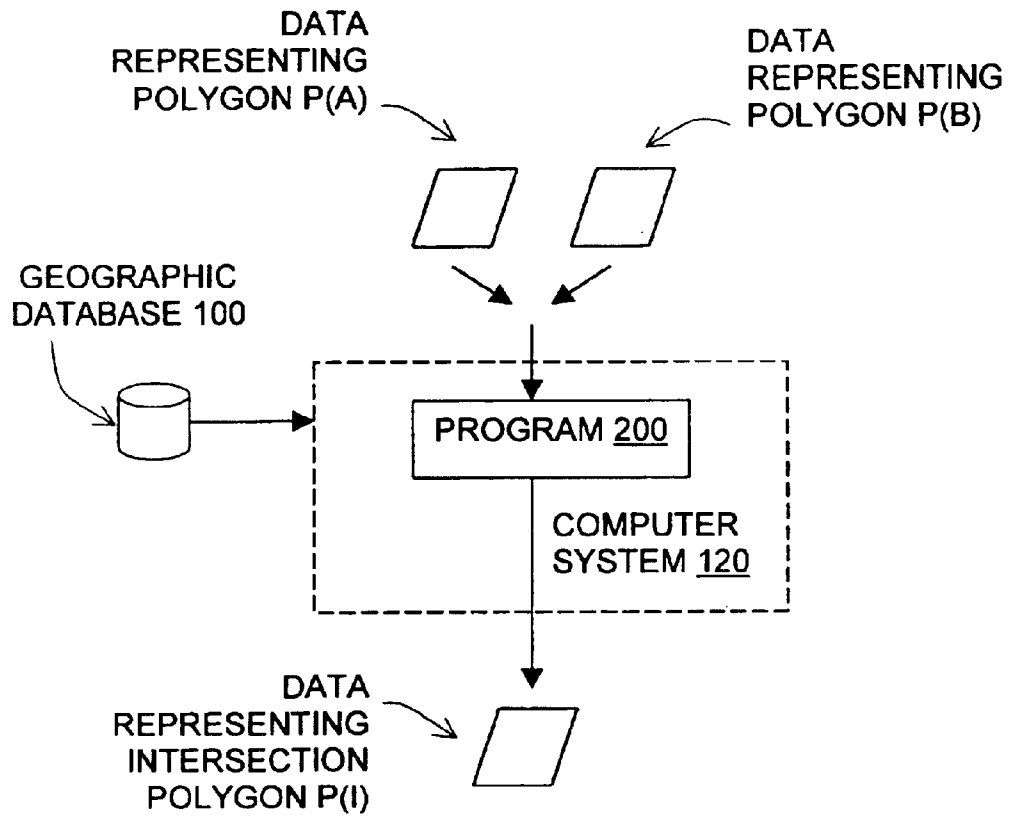 DATA
REPRESENTING
POLYGON P(A)
DATA
REPRESENTING
POLYGON P(B)
GEOGRAPHIC
DATABASE 100
PROGRAM 200
COMPUTER
SYSTEM 120
DATA
REPRESENTING
INTERSECTION
POLYGON P(I)